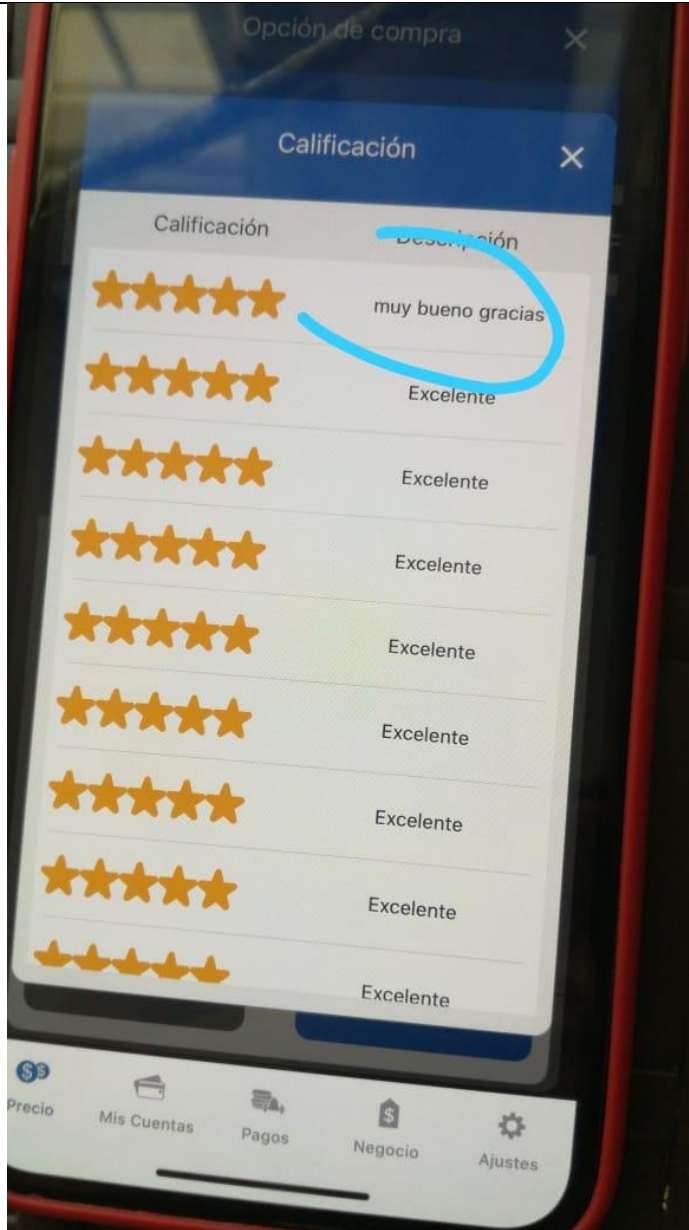 Opción de compra
Calificación
Calificación Descripción
muy bueno gracias
Excelente
Excelente
Excelente
Excelente
Excelente
Excelente
Excelente
Excelente
Precio Mis Cuentas Pagos Negocio Ajustes